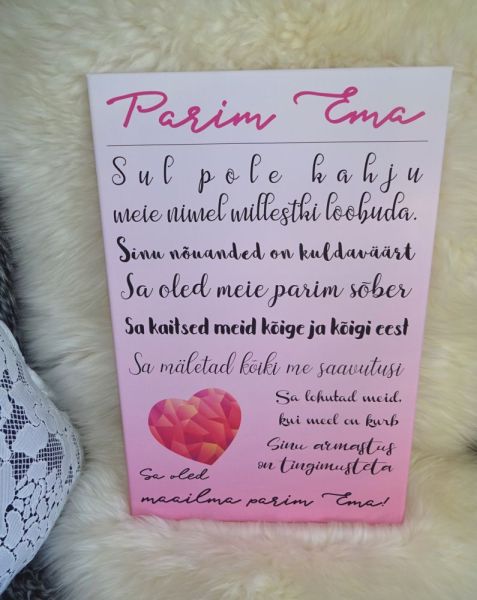 Parim Ema
Sul pole kahju
meie nimel millestki loobuda.
Sinu nõuanded on kuldaväärt
Sa oled meie parim sõber
Sa kaitsed meid kõige ja kõigi eest
Sa mäletad kõiki me saavutusi
Sa lohutad meid,
kui meel on kurb
Sinu armastus
on tingimusteta
Sa oled
maailma parim Ema!